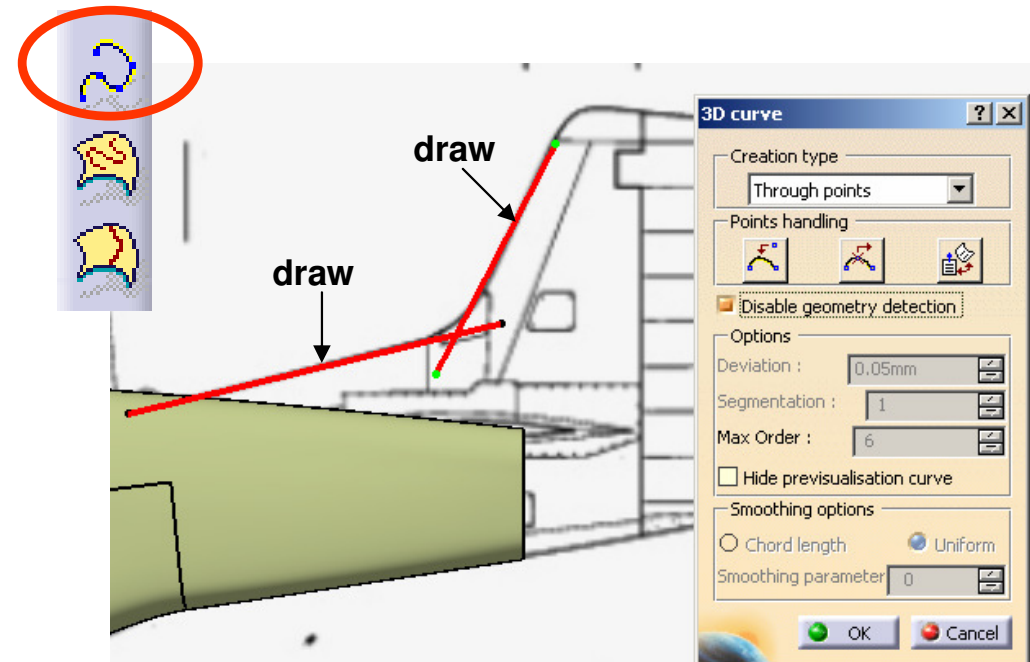 draw
draw
3D curve
Creation type
Through points
Points handling
Disable geometry detection
Options
Deviation : 0.05mm
Segmentation : 1
Max Order : 6
Hide previsualisation curve
Smoothing options
Chord length Uniform
Smoothing parameter 0
OK Cancel